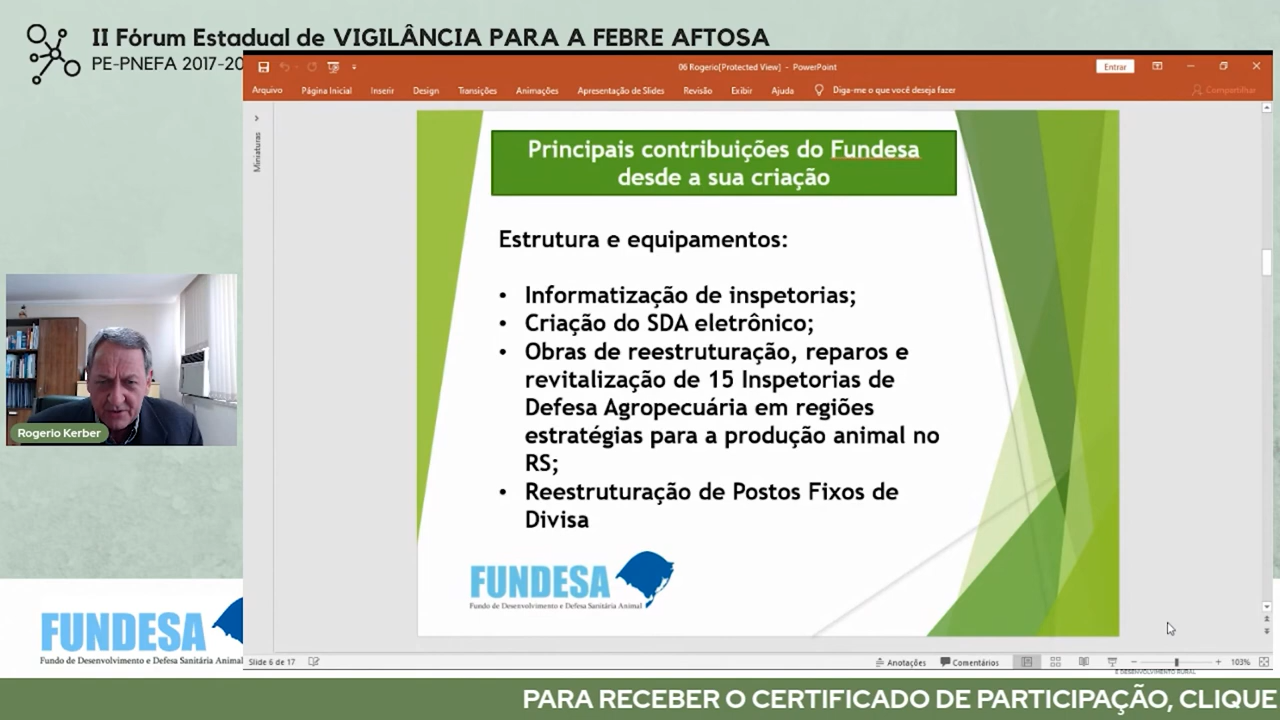 II Fórum Estadual de VIGILÂNCIA PARA A FEBRE AFTOSA
PE-PNEFA 2017-20
06 Rogerio[Protected View] - PowerPoint
Entrar
Arquivo Página Inicial Inserir Design Transições Animações Apresentação de Slides Revisão Exibir Ajuda Diga-me o que você deseja fazer Compartilhar
Miniaturas
Principais contribuições do Fundesa
desde a sua criação
Estrutura e equipamentos:
• Informatização de inspetorias;
• Criação do SDA eletrônico;
• Obras de reestruturação, reparos e
revitalização de 15 Inspetorias de
Defesa Agropecuária em regiões
estratégias para a produção animal no
RS;
• Reestruturação de Postos Fixos de
Divisa
FUNDESA
Fundo de Desenvolvimento e Defesa Sanitária Animal
Rogerio Kerber
FUNDESA
Fundo de Desenvolvimento e Defesa Sanitária Animal
Slide 6 de 17
Anotações Comentários 103%
E DESENVOLVIMENTO RURAL
PARA RECEBER O CERTIFICADO DE PARTICIPAÇÃO, CLIQUE